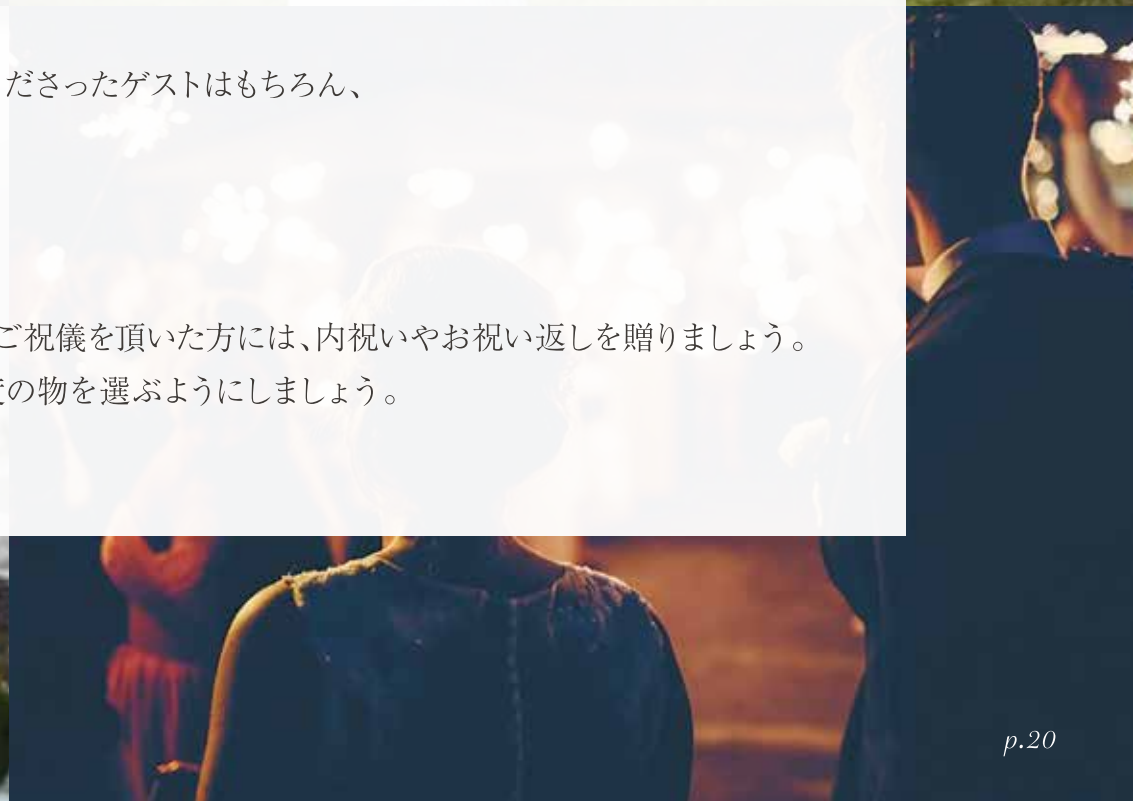 ださったゲストはもちろん、
ご祝儀を頂いた方には、内祝いやお祝い返しを贈りましょう。
の物を選ぶようにしましょう。
p.20